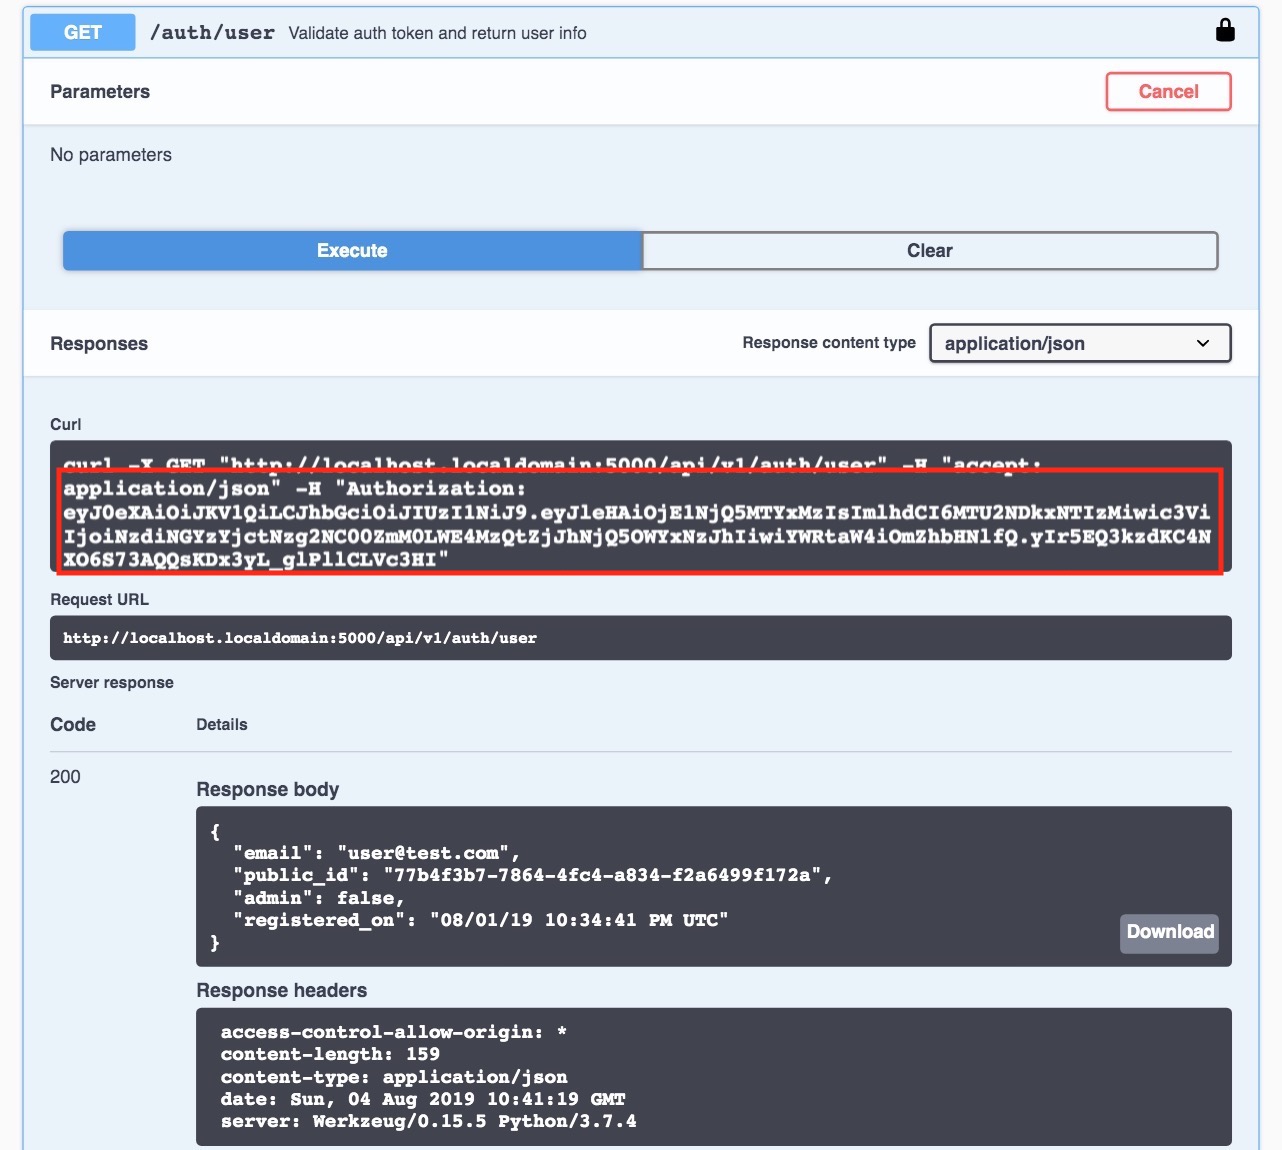 GET /auth/user Validate auth token and return user info
Parameters
Cancel
No parameters
Execute
Clear
Responses
Response content type
application/json
Curl
curl -X GET "http://localhost.localdomain:5000/api/v1/auth/user" -H "accept:
application/json" -H "Authorization:
eyJ0eXAiOiJKV1QiLCJhbGciOiJIUzI1NiJ9.eyJleHAiOjE1NjQ5MTYxMzIsImlhdCI6MTU2NDkxNTIzMiwic3Vi
IjoiNzdiNGYzYjctNzg2NC00ZmM0LWE4MzQtZjJhNjQ5OWYxNzJhIiwiYWRtaW4iOmZhbHNlfQ.yIr5EQ3kzdKC4N
XO6S73AQQsKDx3yL_glPllCLVc3HI"
Request URL
http://localhost.localdomain:5000/api/v1/auth/user
Server response
Code
Details
200
Response body
{
"email": "user@test.com",
"public_id": "77b4f3b7-7864-4fc4-a834-f2a6499f172a",
"admin": false,
"registered_on": "08/01/19 10:34:41 PM UTC"
}
Download
Response headers
access-control-allow-origin: *
content-length: 159
content-type: application/json
date: Sun, 04 Aug 2019 10:41:19 GMT
server: Werkzeug/0.15.5 Python/3.7.4